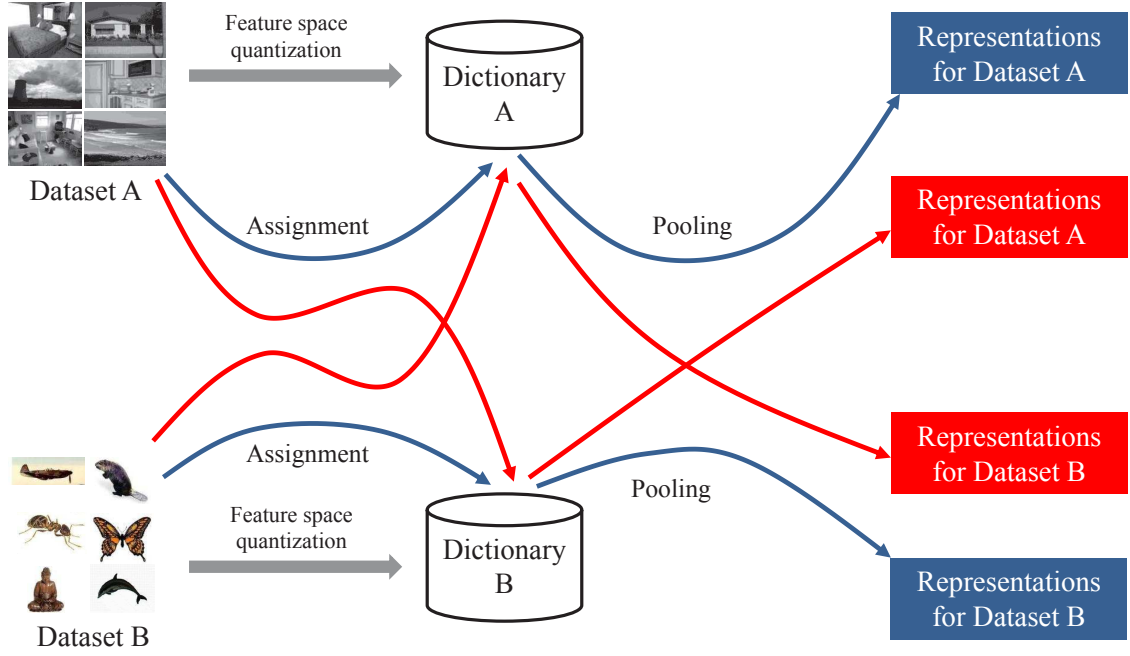 Feature space
quantization
Dictionary
A
Representations
for Dataset A
Dataset A
Assignment
Pooling
Representations
for Dataset A
Representations
for Dataset B
Assignment
Pooling
Feature space
quantization
Dictionary
B
Representations
for Dataset B
Dataset B